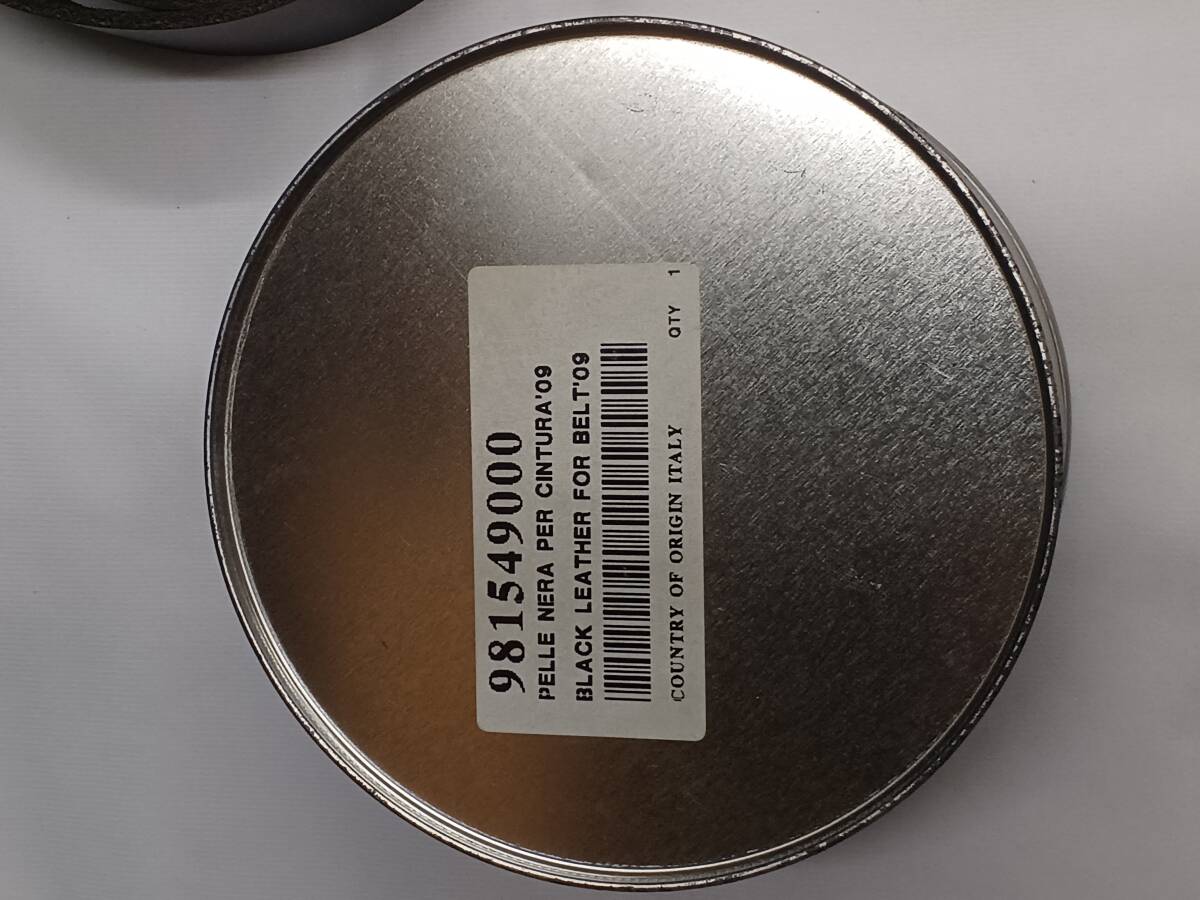 981549000
PELLE NERA PER CINTURA'09
BLACK LEATHER FOR BELT'09
COUNTRY OF ORIGIN ITALY QTY 1